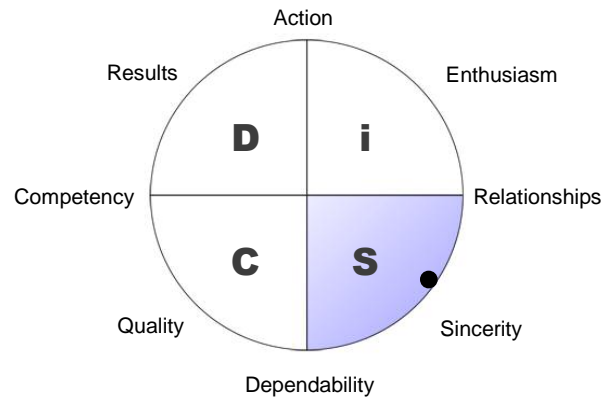 Action
Results
Enthusiasm
D
i
Competency
Relationships
C
S
Quality
Sincerity
Dependability